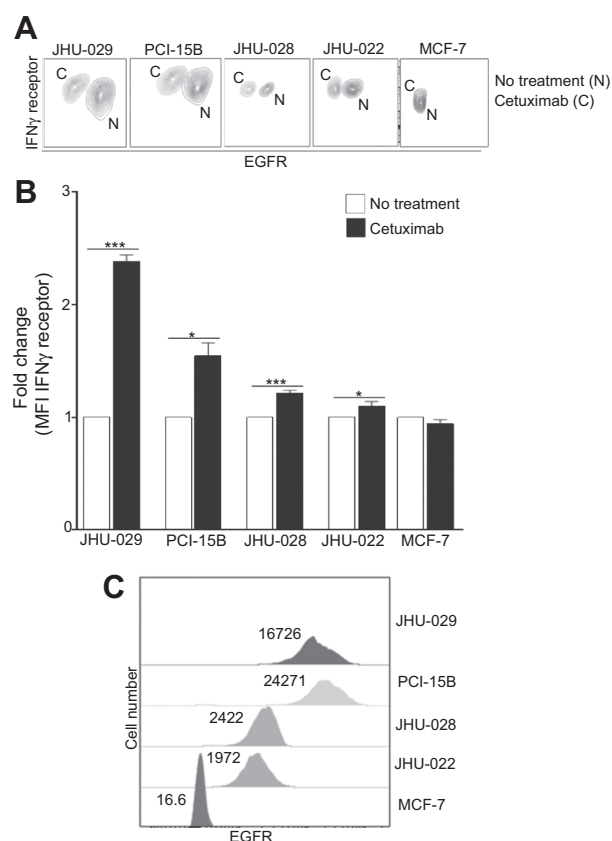 A
JHU-029 PCI-15B JHU-028 JHU-022 MCF-7
IFNγ receptor
C N
C N
C N
C N
C N
No treatment (N)
Cetuximab (C)
EGFR
B
3
2
1
0
Fold change
(MFI IFNγ receptor)
No treatment
Cetuximab
***
*
***
*
JHU-029 PCI-15B JHU-028 JHU-022 MCF-7
C
Cell number
16726 JHU-029
24271 PCI-15B
2422 JHU-028
1972 JHU-022
16.6 MCF-7
EGFR